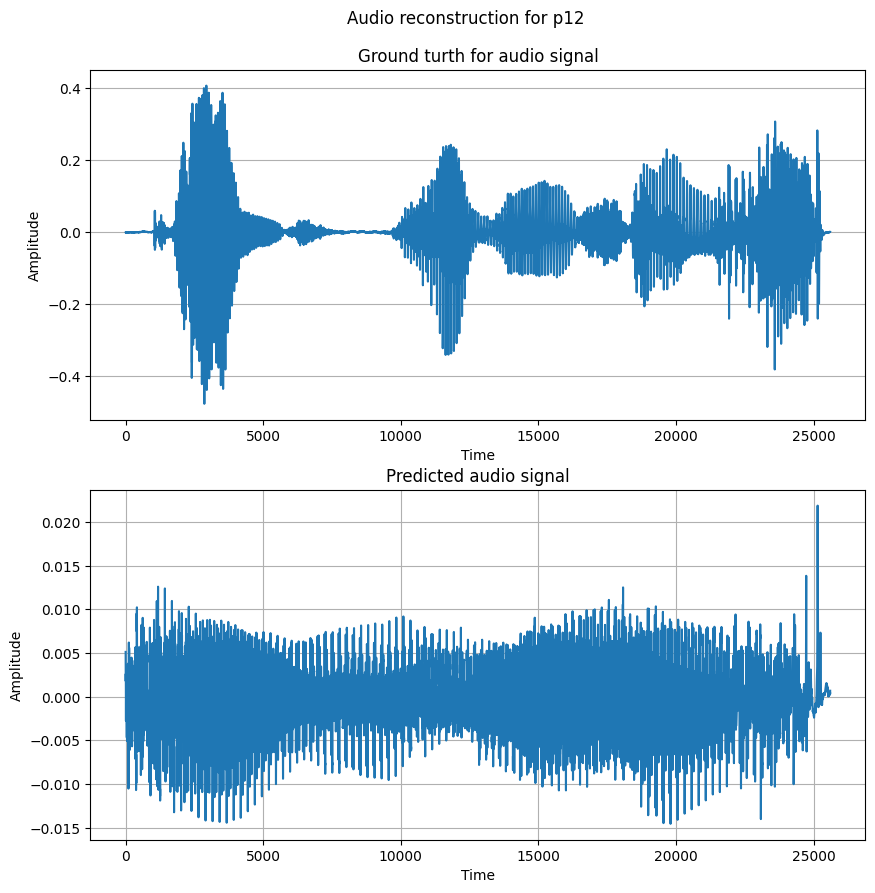 Audio reconstruction for p12
Ground turth for audio signal
0.4
0.2
0.0
−0.2
−0.4
Amplitude
0 5000 10000 15000 20000 25000
Time
Predicted audio signal
0.020
0.015
0.010
0.005
0.000
−0.005
−0.010
−0.015
Amplitude
0 5000 10000 15000 20000 25000
Time